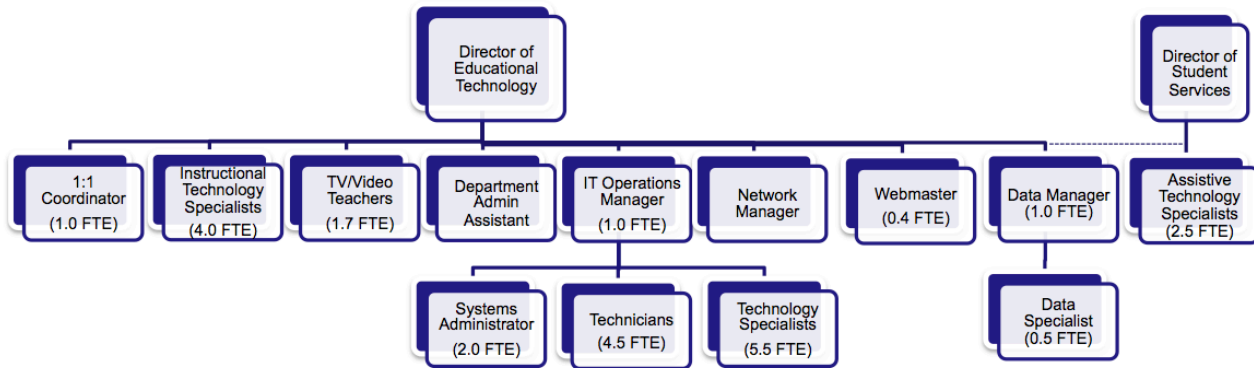 Director of
Educational
Technology
Director of
Student
Services
1:1
Coordinator
(1.0 FTE)
Instructional
Technology
Specialists
(4.0 FTE)
TV/Video
Teachers
(1.7 FTE)
Department
Admin
Assistant
IT Operations
Manager
(1.0 FTE)
Network
Manager
Webmaster
(0.4 FTE)
Data Manager
(1.0 FTE)
Assistive
Technology
Specialists
(2.5 FTE)
Systems
Administrator
(2.0 FTE)
Technicians
(4.5 FTE)
Technology
Specialists
(5.5 FTE)
Data
Specialist
(0.5 FTE)